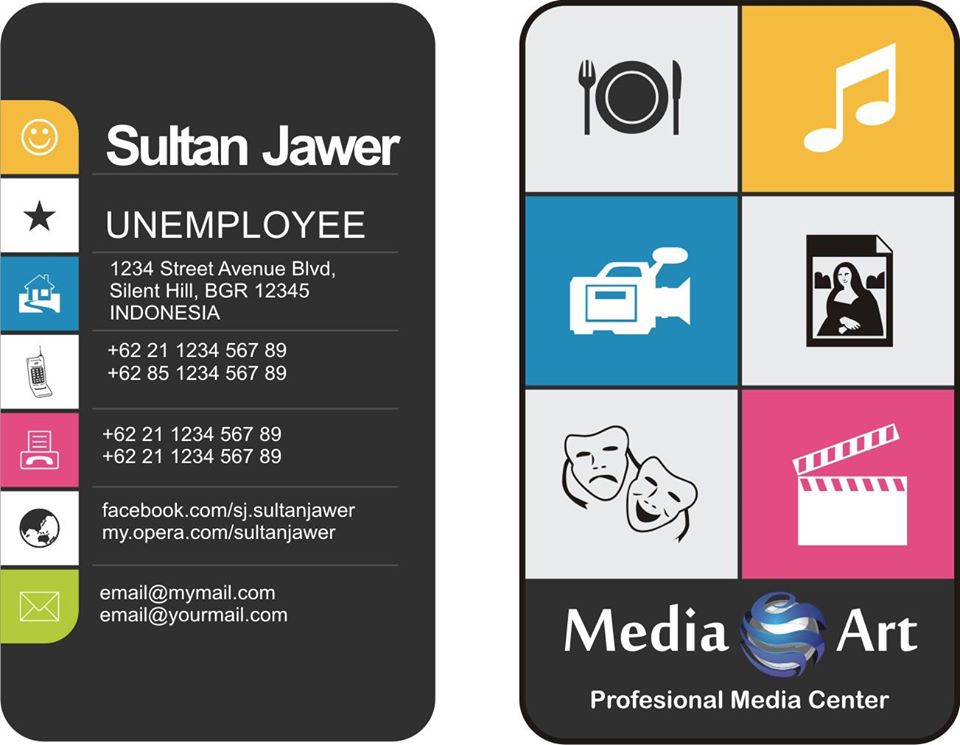 Sultan Jawer
UNEMPLOYEE
1234 Street Avenue Blvd,
Silent Hill, BGR 12345
INDONESIA
+62 21 1234 567 89
+62 85 1234 567 89
+62 21 1234 567 89
+62 21 1234 567 89
facebook.com/sj.sultanjawer
my.opera.com/sultanjawer
email@mymail.com
email@yourmail.com
Media Art
Profesional Media Center